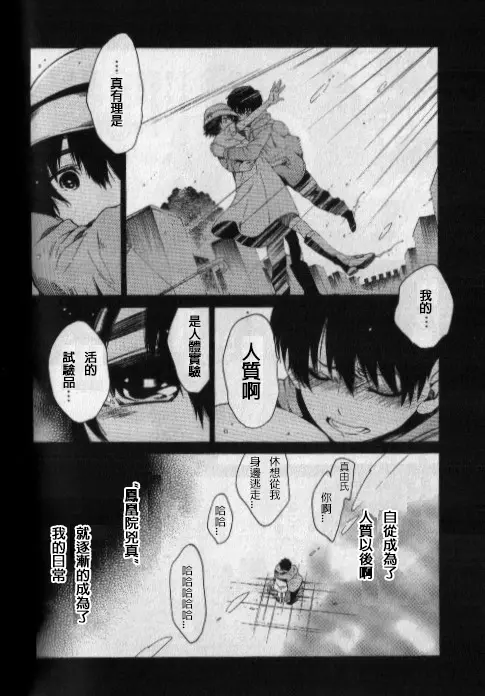 我的…
…真有理是
人質啊
是人體實驗
活的
試驗品…
自從成為了
人質以後啊
真由氏
你啊…
休想從我
身邊逃走…
哈哈…
哈哈哈哈哈…
"鳳凰院兇真"
就逐漸的成為了
我的日常